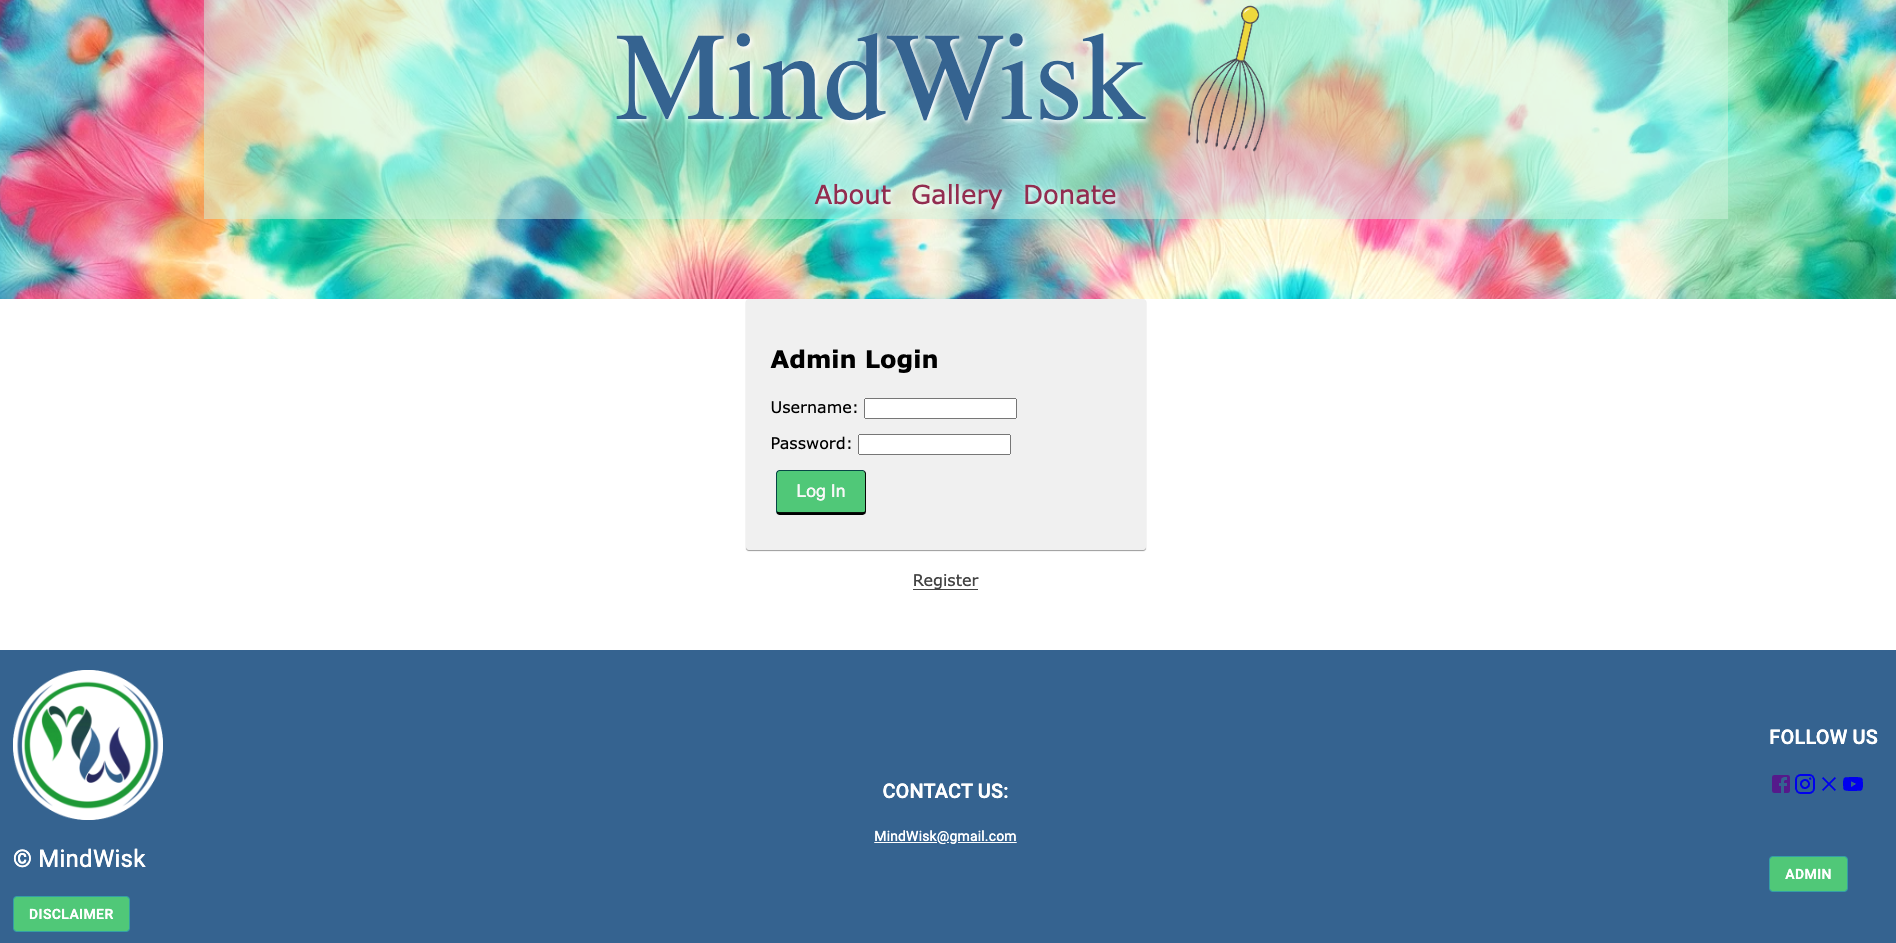 MindWisk
About Gallery Donate
Admin Login
Username:
Password:
Log In
Register
© MindWisk
DISCLAIMER
CONTACT US:
MindWisk@gmail.com
FOLLOW US
ADMIN